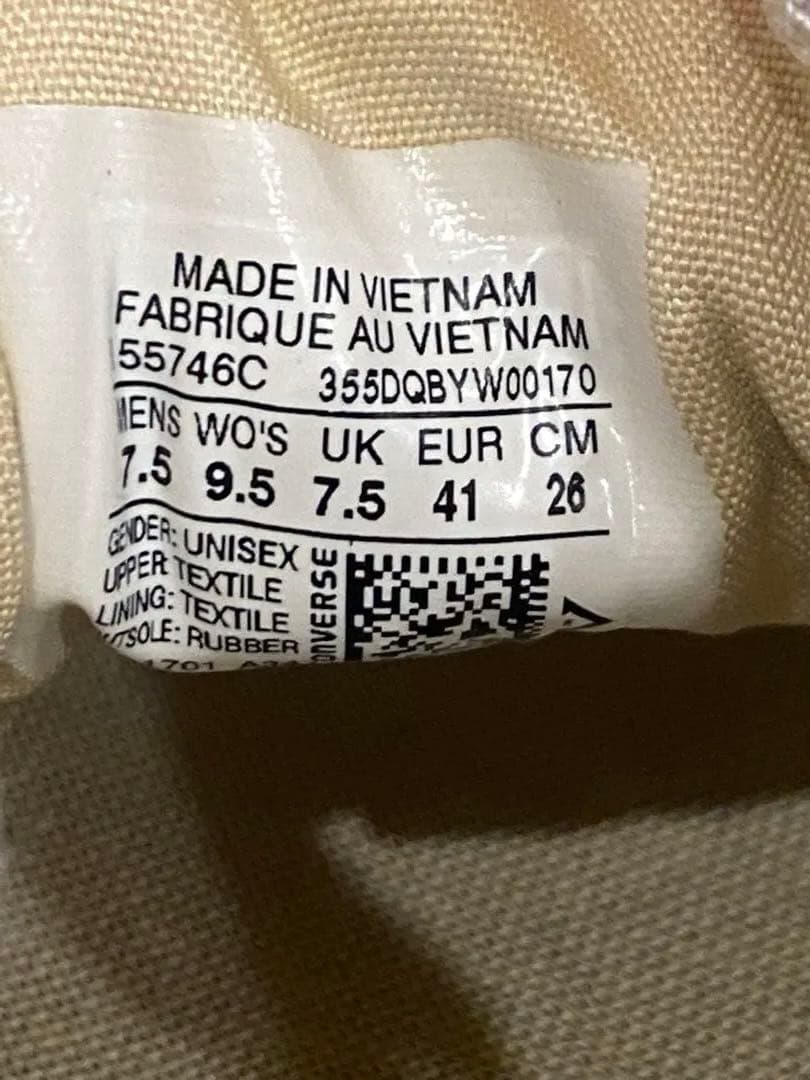 MADE IN VIETNAM
FABRIQUE AU VIETNAM
55746C 355DQBYW00170
MENS WO'S UK EUR CM
7.5 9.5 7.5 41 26
GENDER: UNISEX
UPPER: TEXTILE
LINING: TEXTILE
OUTSOLE: RUBBER
CONVERSE